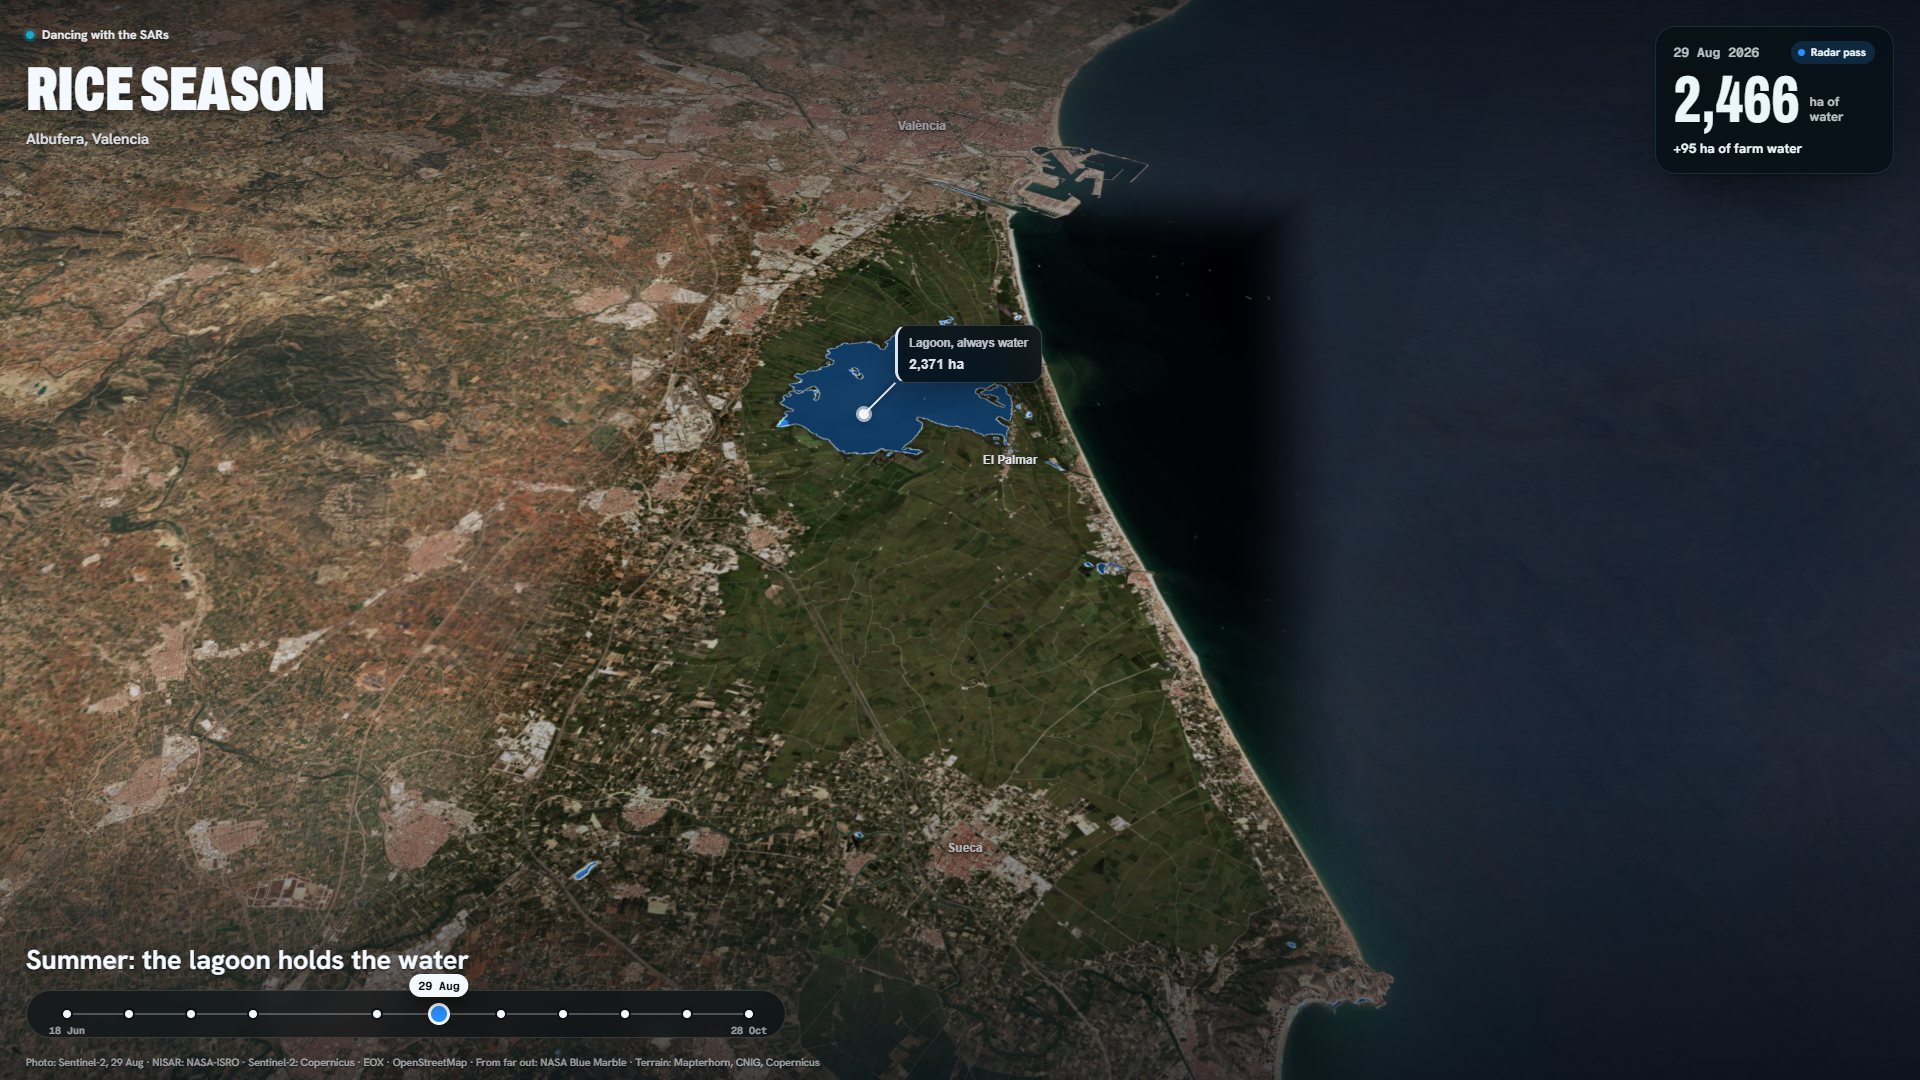 Dancing with the SARs
RICE SEASON
Albufera, Valencia
29 Aug 2026
Radar pass
2,466 ha of water
+95 ha of farm water
València
Lagoon, always water
2,371 ha
El Palmar
Sueca
Summer: the lagoon holds the water
29 Aug
18 Jun
28 Oct
Photo: Sentinel-2, 29 Aug · NISAR: NASA-ISRO · Sentinel-2: Copernicus · EOX · OpenStreetMap · From far out: NASA Blue Marble · Terrain: Mapterhorn, CNIG, Copernicus